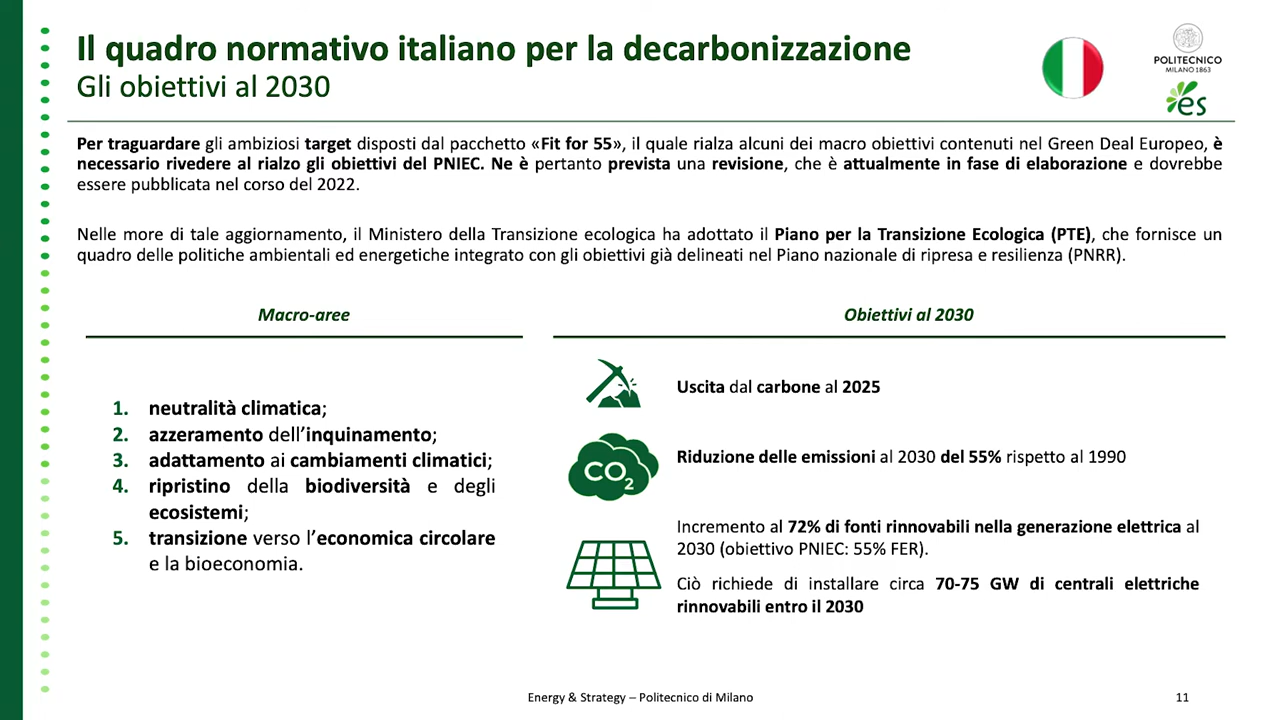 Il quadro normativo italiano per la decarbonizzazione
Gli obiettivi al 2030
POLITECNICO
MILANO 1863
es
Per traguardare gli ambiziosi target disposti dal pacchetto «Fit for 55», il quale rialza alcuni dei macro obiettivi contenuti nel Green Deal Europeo, è
necessario rivedere al rialzo gli obiettivi del PNIEC. Ne è pertanto prevista una revisione, che è attualmente in fase di elaborazione e dovrebbe
essere pubblicata nel corso del 2022.
Nelle more di tale aggiornamento, il Ministero della Transizione ecologica ha adottato il Piano per la Transizione Ecologica (PTE), che fornisce un
quadro delle politiche ambientali ed energetiche integrato con gli obiettivi già delineati nel Piano nazionale di ripresa e resilienza (PNRR).
Macro-aree
1. neutralità climatica;
2. azzeramento dell'inquinamento;
3. adattamento ai cambiamenti climatici;
4. ripristino della biodiversità e degli
ecosistemi;
5. transizione verso l'economica circolare
e la bioeconomia.
Obiettivi al 2030
Uscita dal carbone al 2025
CO2
Riduzione delle emissioni al 2030 del 55% rispetto al 1990
Incremento al 72% di fonti rinnovabili nella generazione elettrica al
2030 (obiettivo PNIEC: 55% FER).
Ciò richiede di installare circa 70-75 GW di centrali elettriche
rinnovabili entro il 2030
Energy & Strategy – Politecnico di Milano
11